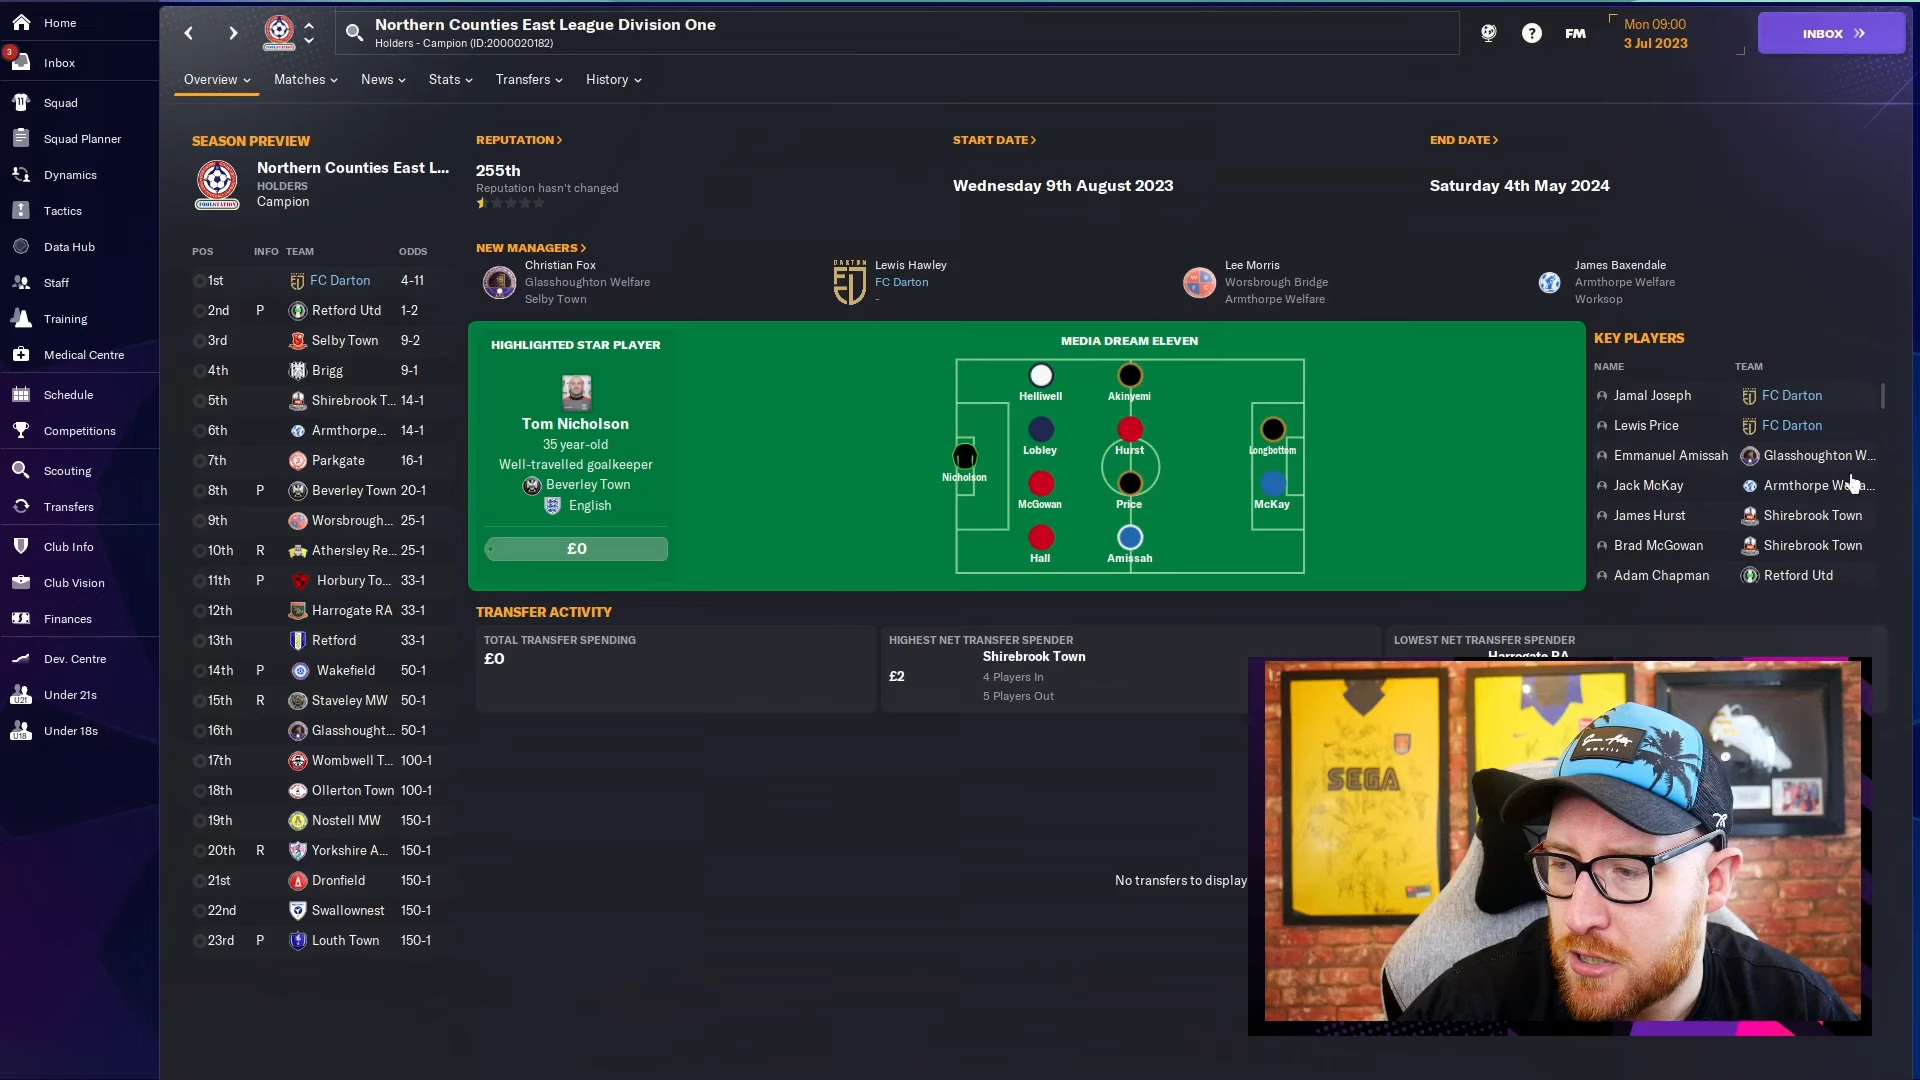 Home
Inbox
3
Squad
Squad Planner
Dynamics
Tactics
Data Hub
Staff
Training
Medical Centre
Schedule
Competitions
Scouting
Transfers
Club Info
Club Vision
Finances
Dev. Centre
Under 21s
U21
Under 18s
U18
Northern Counties East League Division One
Holders - Campion (ID:2000020182)
FM
Mon 09:00
3 Jul 2023
INBOX
Overview Matches News Stats Transfers History
SEASON PREVIEW
Northern Counties East L...
HOLDERS
Campion
REPUTATION
255th
Reputation hasn't changed
START DATE
Wednesday 9th August 2023
END DATE
Saturday 4th May 2024
NEW MANAGERS
Christian Fox
Glasshoughton Welfare
Selby Town
Lewis Hawley
FC Darton
-
Lee Morris
Worsbrough Bridge
Armthorpe Welfare
James Baxendale
Armthorpe Welfare
Worksop
POS INFO TEAM ODDS
1st FC Darton 4-11
2nd P Retford Utd 1-2
3rd Selby Town 9-2
4th Brigg 9-1
5th Shirebrook T... 14-1
6th Armthorpe... 14-1
7th Parkgate 16-1
8th P Beverley Town 20-1
9th Worsbrough... 25-1
10th R Athersley Re... 25-1
11th P Horbury To... 33-1
12th Harrogate RA 33-1
13th Retford 33-1
14th P Wakefield 50-1
15th R Staveley MW 50-1
16th Glasshought... 50-1
17th Wombwell T... 100-1
18th Ollerton Town 100-1
19th Nostell MW 150-1
20th R Yorkshire A... 150-1
21st Dronfield 150-1
22nd Swallownest 150-1
23rd P Louth Town 150-1
HIGHLIGHTED STAR PLAYER
Tom Nicholson
35 year-old
Well-travelled goalkeeper
Beverley Town
English
£0
MEDIA DREAM ELEVEN
Helliwell
Akinyemi
Lobley
Hurst
Longbottom
Nicholson
McGowan
Price
McKay
Hall
Amissah
KEY PLAYERS
NAME TEAM
Jamal Joseph FC Darton
Lewis Price FC Darton
Emmanuel Amissah Glasshoughton W...
Jack McKay Armthorpe
James Hurst Shirebrook Town
Brad McGowan Shirebrook Town
Adam Chapman Retford Utd
TRANSFER ACTIVITY
TOTAL TRANSFER SPENDING
£0
HIGHEST NET TRANSFER SPENDER
Shirebrook Town
£2
4 Players In
5 Players Out
LOWEST NET TRANSFER SPENDER
Harrogate RA
No transfers to display
SEGA